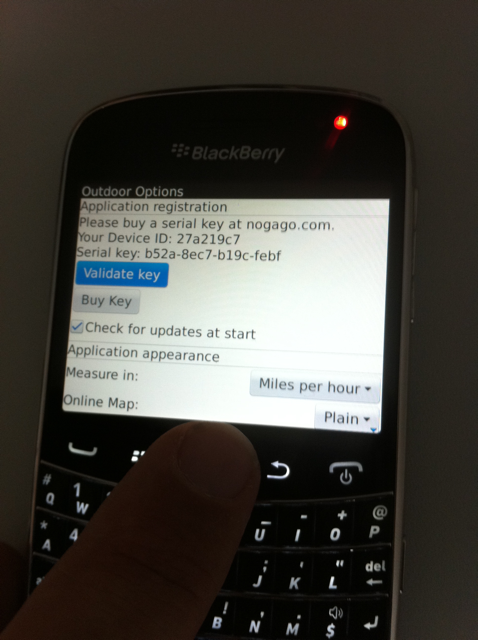 BlackBerry
Outdoor Options
Application registration
Please buy a serial key at nogago.com.
Your Device ID: 27a219c7
Serial key: b52a-8ec7-b19c-febf
Validate key
Buy Key
Check for updates at start
Application appearance
Measure in: Miles per hour
Online Map: Plain
# 1 _ - + @
Q W U I O P
* 4 ; ' " del
A J K L
! , .
B N M $